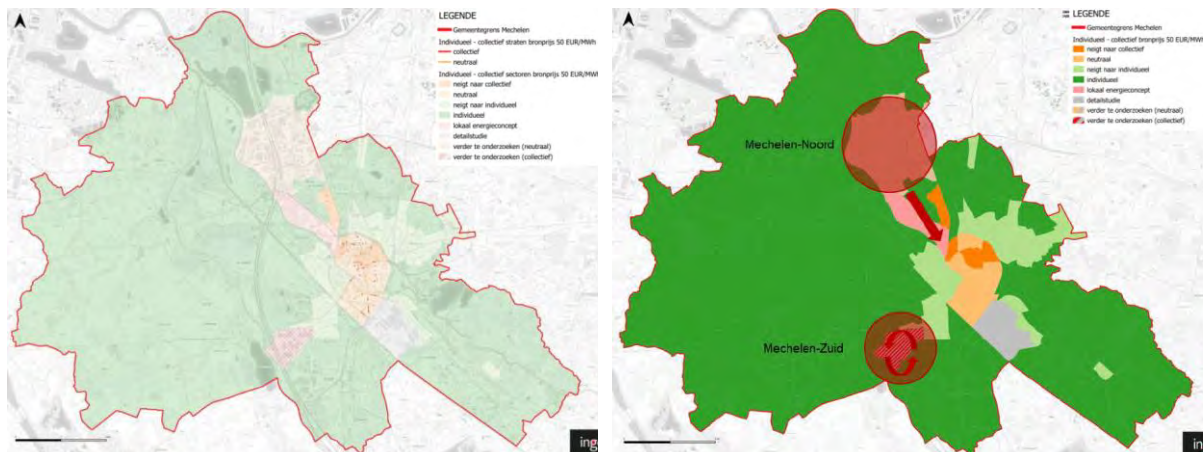 LEGENDE
Gemeentegrens Mechelen
Individueel - collectief straten bronprijs 50 EUR/MWh
collectief
neutraal
Individueel - collectief sectoren bronprijs 50 EUR/MWh
neigt naar collectief
neutraal
neigt naar individueel
individueel
lokaal energieconcept
detailstudie
verder te onderzoeken (neutraal)
verder te onderzoeken (collectief)
LEGENDE
Gemeentegrens Mechelen
Individueel - collectief bronprijs 50 EUR/MWh
neigt naar collectief
neutraal
neigt naar individueel
individueel
lokaal energieconcept
detailstudie
verder te onderzoeken (neutraal)
verder te onderzoeken (collectief)
Mechelen-Noord
Mechelen-Zuid